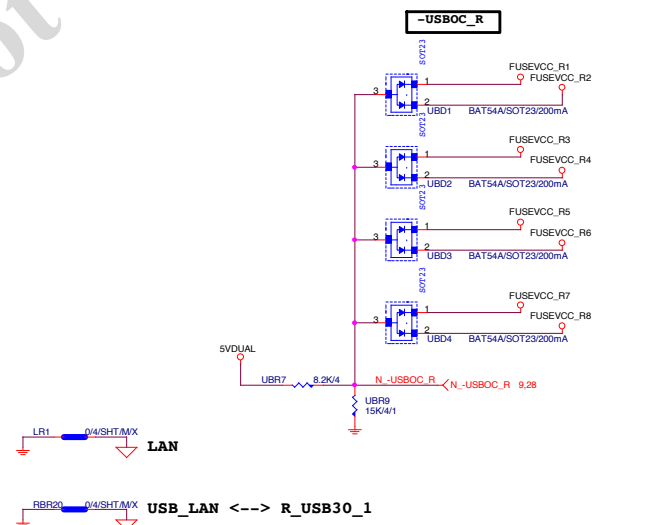 -USBOC_R
SOT23
FUSEVCC_R1
FUSEVCC_R2
3
1
2
UBD1 BAT54A/SOT23/200mA
SOT23
FUSEVCC_R3
FUSEVCC_R4
3
1
2
UBD2 BAT54A/SOT23/200mA
SOT23
FUSEVCC_R5
FUSEVCC_R6
3
1
2
UBD3 BAT54A/SOT23/200mA
SOT23
FUSEVCC_R7
FUSEVCC_R8
3
1
2
UBD4 BAT54A/SOT23/200mA
5VDUAL
UBR7 8.2K/4 N_-USBOC_R N_-USBOC_R 9,28
UBR9
15K/4/1
LR1 0/4/SHT/M/X LAN
RBR20 0/4/SHT/M/X USB_LAN <--> R_USB30_1